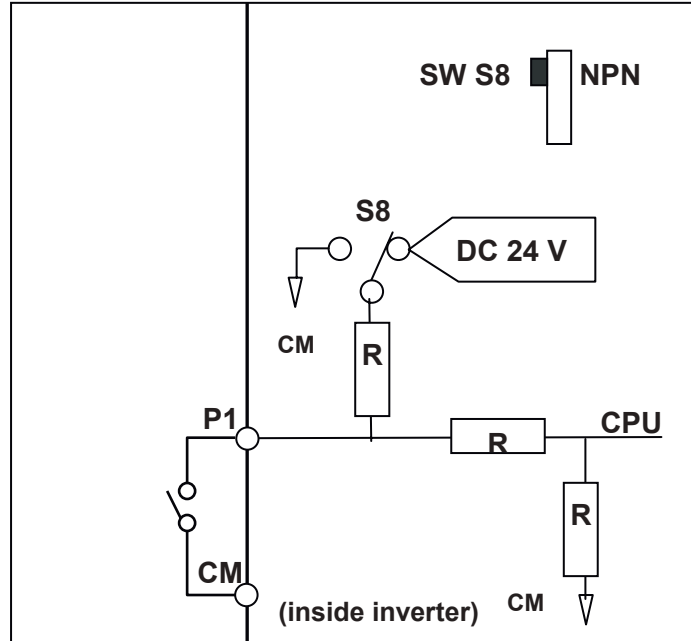 SW S8 NPN
S8
DC 24 V
CM
R
P1
R
CPU
R
CM
(inside inverter)
CM